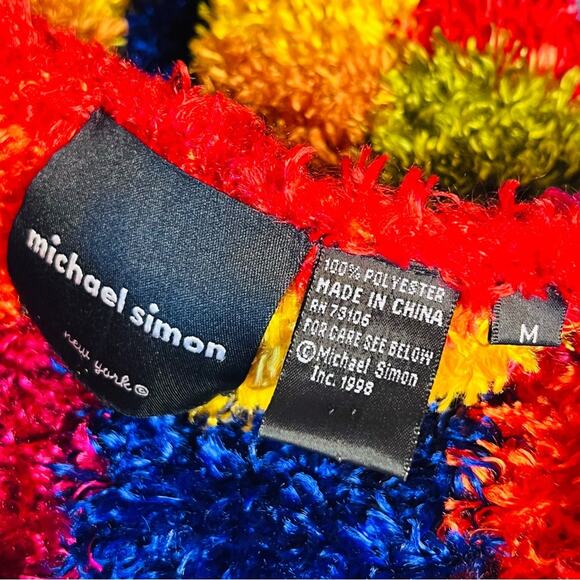 michael simon
new york©
100% POLYESTER
MADE IN CHINA
RN 73106
FOR CARE SEE BELOW
©Michael Simon
Inc. 1998
M